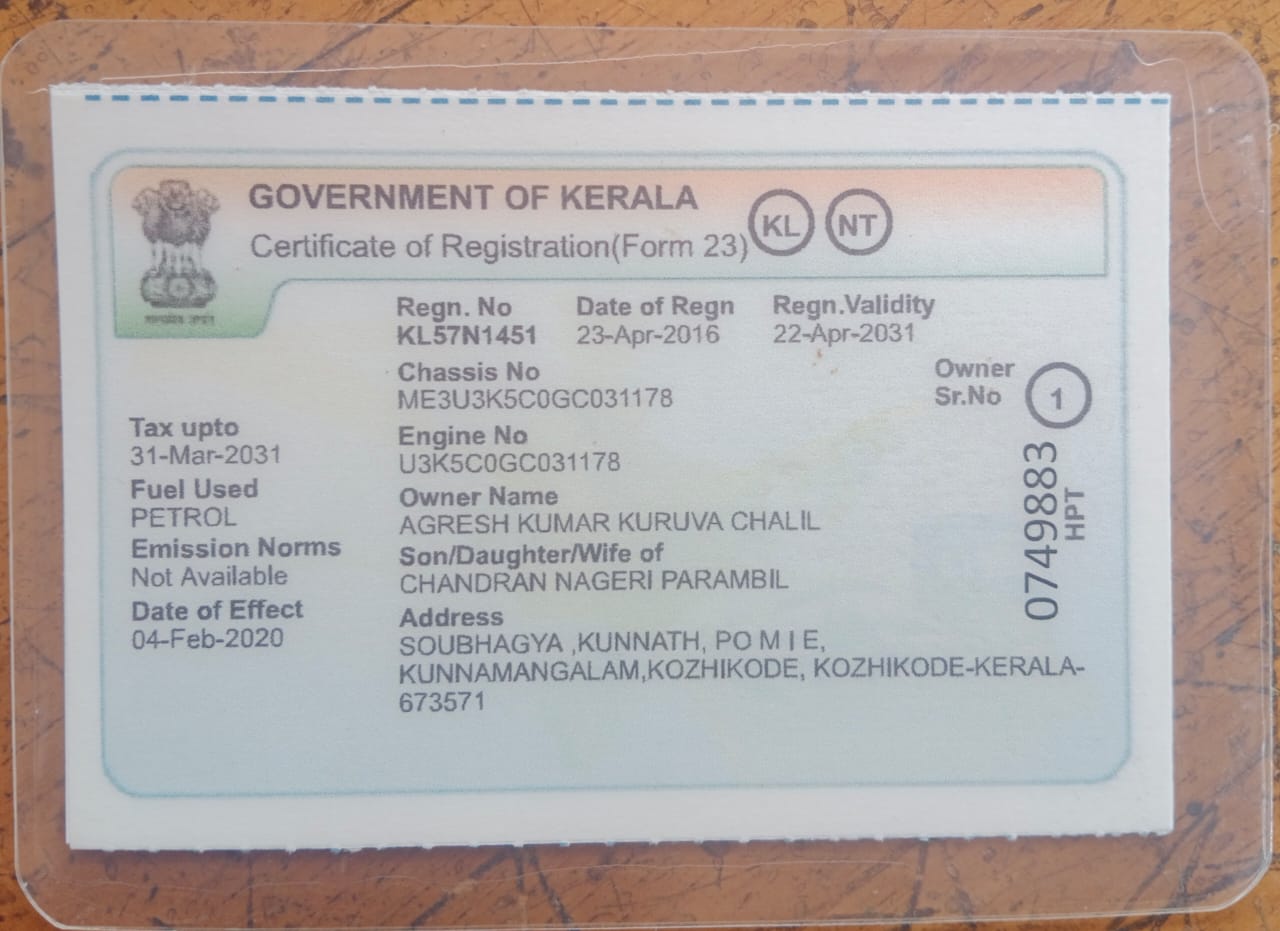 GOVERNMENT OF KERALA
Certificate of Registration(Form 23)
KL NT
Regn. No Date of Regn Regn.Validity
KL57N1451 23-Apr-2016 22-Apr-2031
Chassis No
ME3U3K5C0GC031178
Owner
Sr.No 1
Tax upto
31-Mar-2031
Engine No
U3K5C0GC031178
Fuel Used
PETROL
Owner Name
AGRESH KUMAR KURUVA CHALIL
Emission Norms
Not Available
Son/Daughter/Wife of
CHANDRAN NAGERI PARAMBIL
Date of Effect
04-Feb-2020
Address
SOUBHAGYA ,KUNNATH, PO M I E,
KUNNAMANGALAM,KOZHIKODE, KOZHIKODE-KERALA-
673571
0749883
HPT